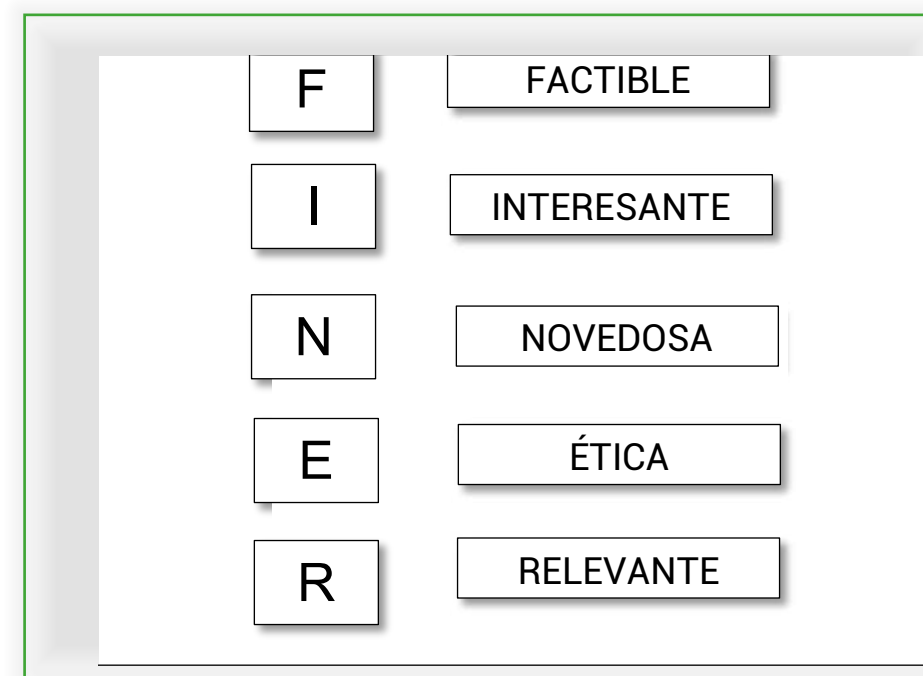 F FACTIBLE
I INTERESANTE
N NOVEDOSA
E ÉTICA
R RELEVANTE